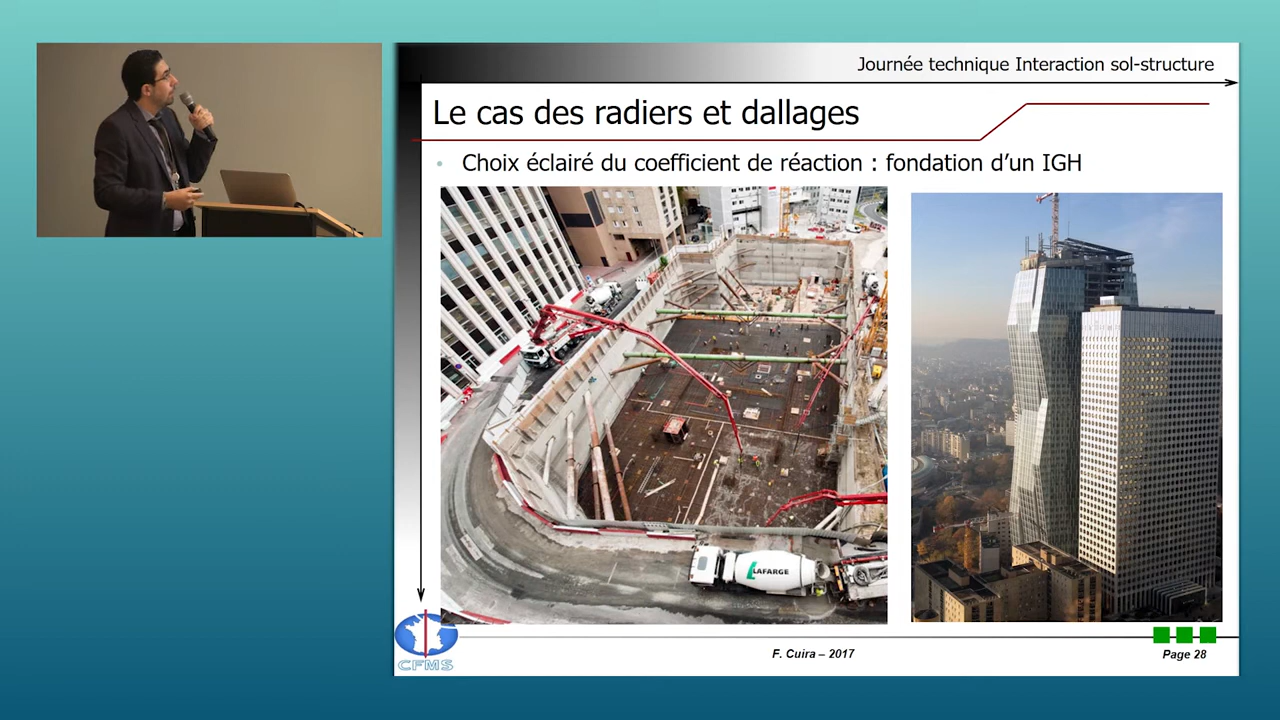 Journée technique Interaction sol-structure
Le cas des radiers et dallages
• Choix éclairé du coefficient de réaction : fondation d’un IGH
LAFARGE
CFMS
F. Cuira – 2017
Page 28